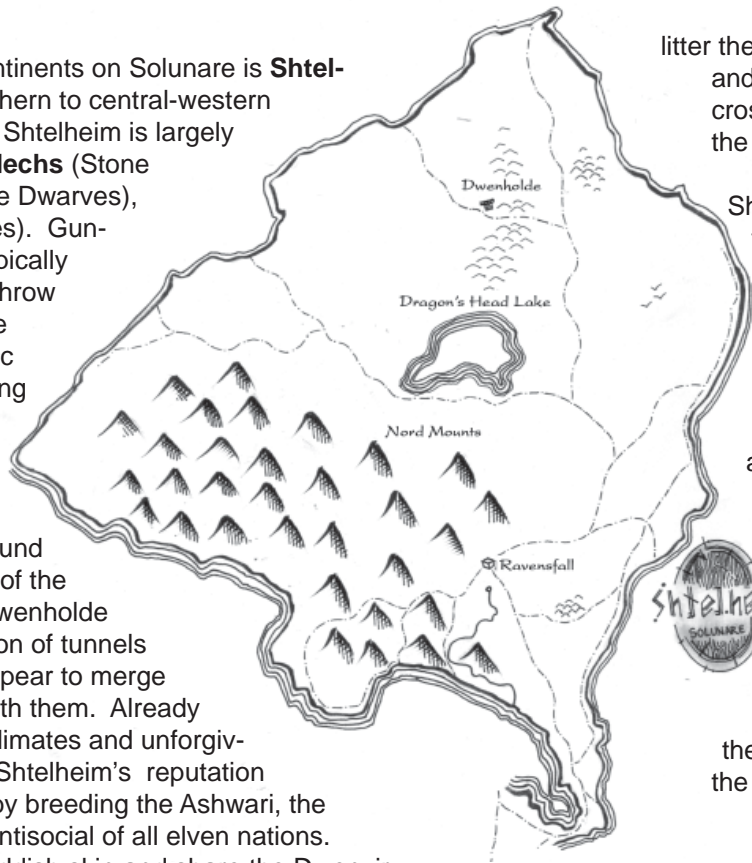 ntinents on Solunare is Shtel-
hern to central-western
Shtelheim is largely
lechs (Stone
e Dwarves),
es). Gun-
pically
hrow
e
c
ng
und
of the
wenholde
on of tunnels
pear to merge
th them. Already
limates and unforgiv-
Shtelheim's reputation
by breeding the Ashwari, the
ntisocial of all elven nations.
Dwenholde
Dragon's Head Lake
Nord Mounts
Ravensfall
litter the
and
cros
the
Sh
a
Shtel.he
SOLUNARE
the
the